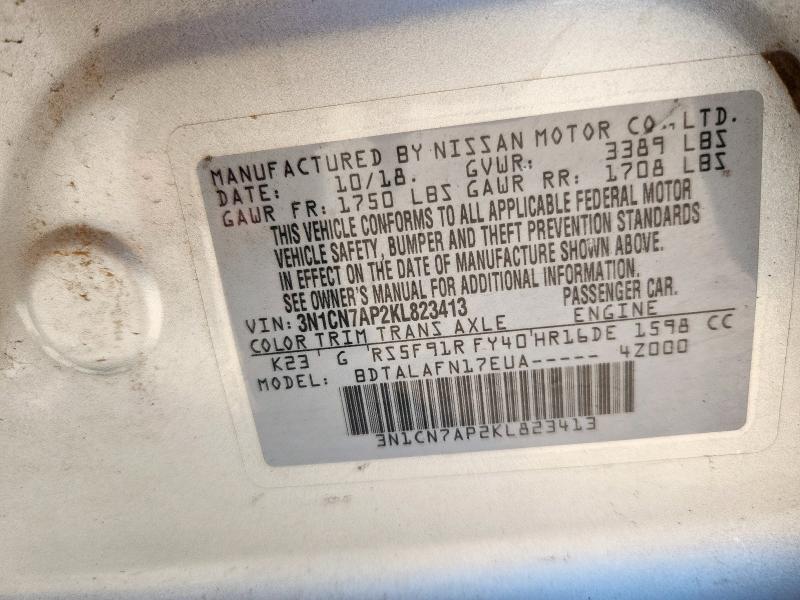 MANUFACTURED BY NISSAN MOTOR CO.,LTD.
DATE: 10/18. GVWR: 3389 LBS
GAWR FR: 1750 LBS GAWR RR: 1708 LBS
THIS VEHICLE CONFORMS TO ALL APPLICABLE FEDERAL MOTOR
VEHICLE SAFETY, BUMPER AND THEFT PREVENTION STANDARDS
IN EFFECT ON THE DATE OF MANUFACTURE SHOWN ABOVE.
SEE OWNER'S MANUAL FOR ADDITIONAL INFORMATION.
VIN: 3N1CN7AP2KL823413 PASSENGER CAR.
COLOR TRIM TRANS AXLE ENGINE
K23 G RS5F91R FY40 HR16DE 1598 CC
MODEL: BDTALAFN17EUA----- 4Z000
3N1CN7AP2KL823413